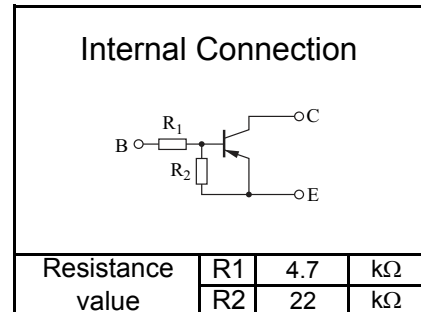 Internal Connection
C
R1
B
R2
E
Resistance value R1 4.7 kΩ
R2 22 kΩ